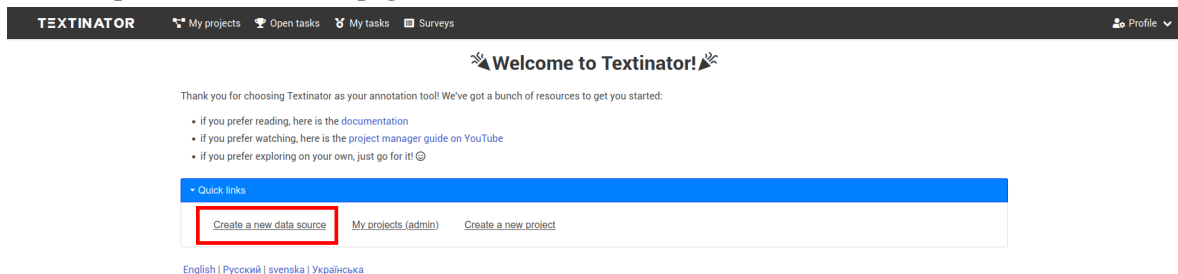 TEXTINATOR My projects Open tasks My tasks Surveys Profile
Welcome to Textinator!
Thank you for choosing Textinator as your annotation tool! We've got a bunch of resources to get you started:
• if you prefer reading, here is the documentation
• if you prefer watching, here is the project manager guide on YouTube
• if you prefer exploring on your own, just go for it! ☺
Quick links
Create a new data source My projects (admin) Create a new project
English | Русский | svenska | Українська